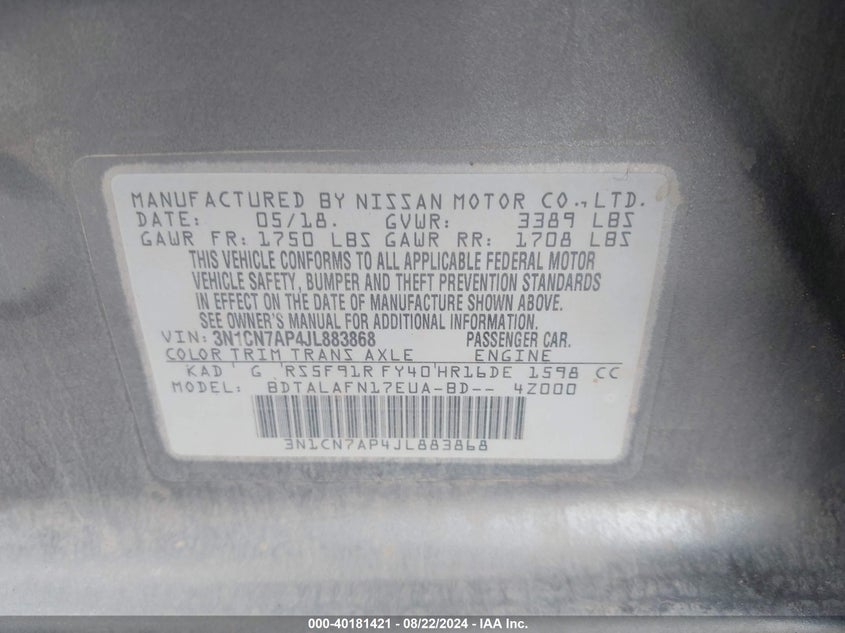 MANUFACTURED BY NISSAN MOTOR CO., LTD.
DATE: 05/18. GVWR: 3389 LBS
GAWR FR: 1750 LBS GAWR RR: 1708 LBS
THIS VEHICLE CONFORMS TO ALL APPLICABLE FEDERAL MOTOR
VEHICLE SAFETY, BUMPER AND THEFT PREVENTION STANDARDS
IN EFFECT ON THE DATE OF MANUFACTURE SHOWN ABOVE.
SEE OWNER'S MANUAL FOR ADDITIONAL INFORMATION.
VIN: 3N1CN7AP4JL883868 PASSENGER CAR.
COLOR TRIM TRANS AXLE ENGINE
KAD G RS5F91R FY40 HR16DE 1598 CC
MODEL: BDTALAFN17EUA-BD-- 4Z000
3N1CN7AP4JL883868
000-40181421 - 08/22/2024 - IAA Inc.